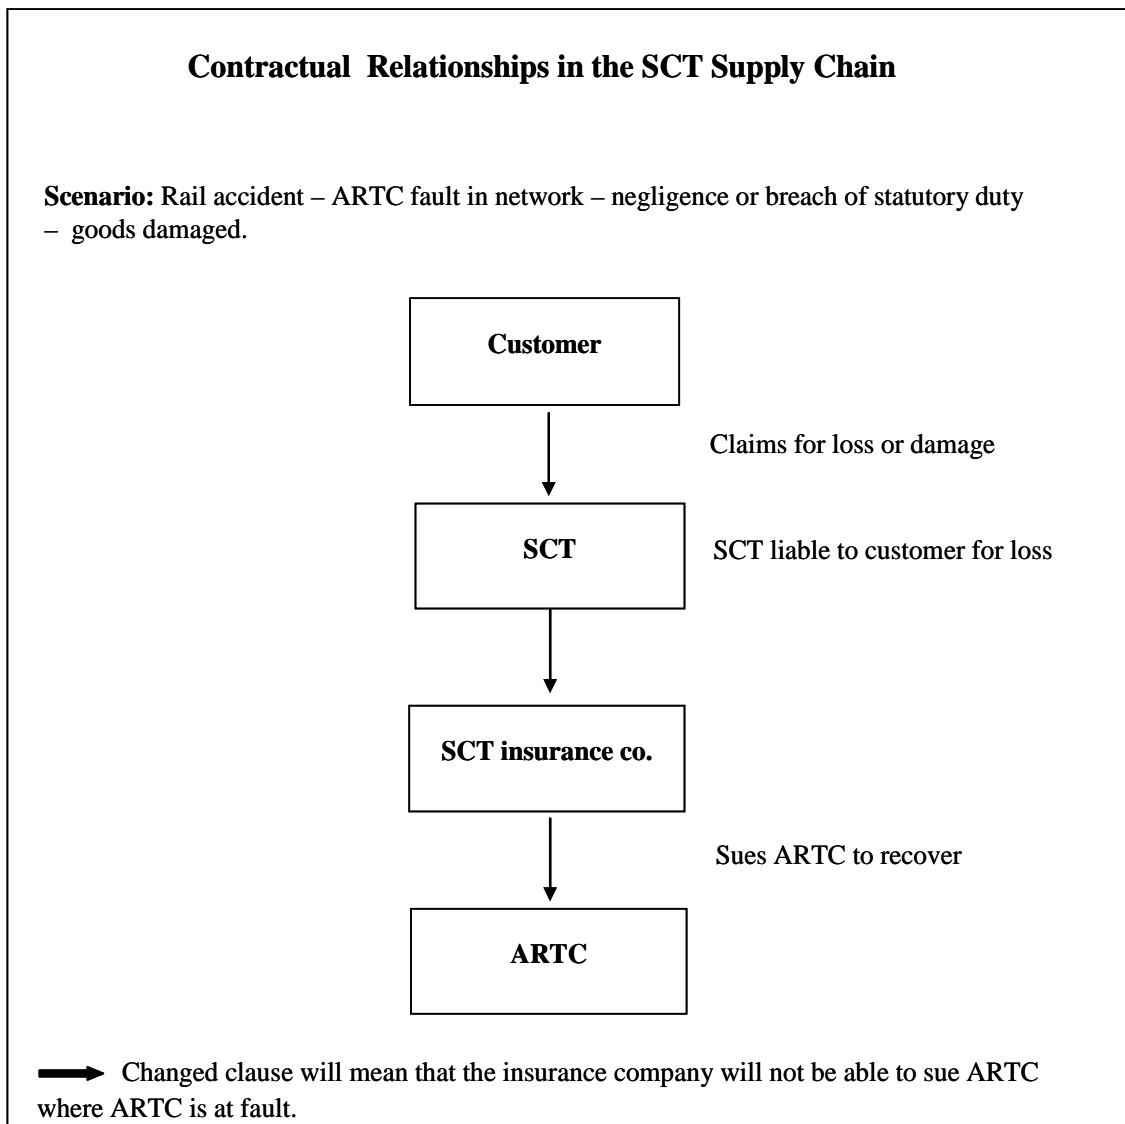 Contractual Relationships in the SCT Supply Chain
Scenario: Rail accident – ARTC fault in network – negligence or breach of statutory duty
– goods damaged.
Customer
Claims for loss or damage
SCT
SCT liable to customer for loss
SCT insurance co.
Sues ARTC to recover
ARTC
Changed clause will mean that the insurance company will not be able to sue ARTC
where ARTC is at fault.